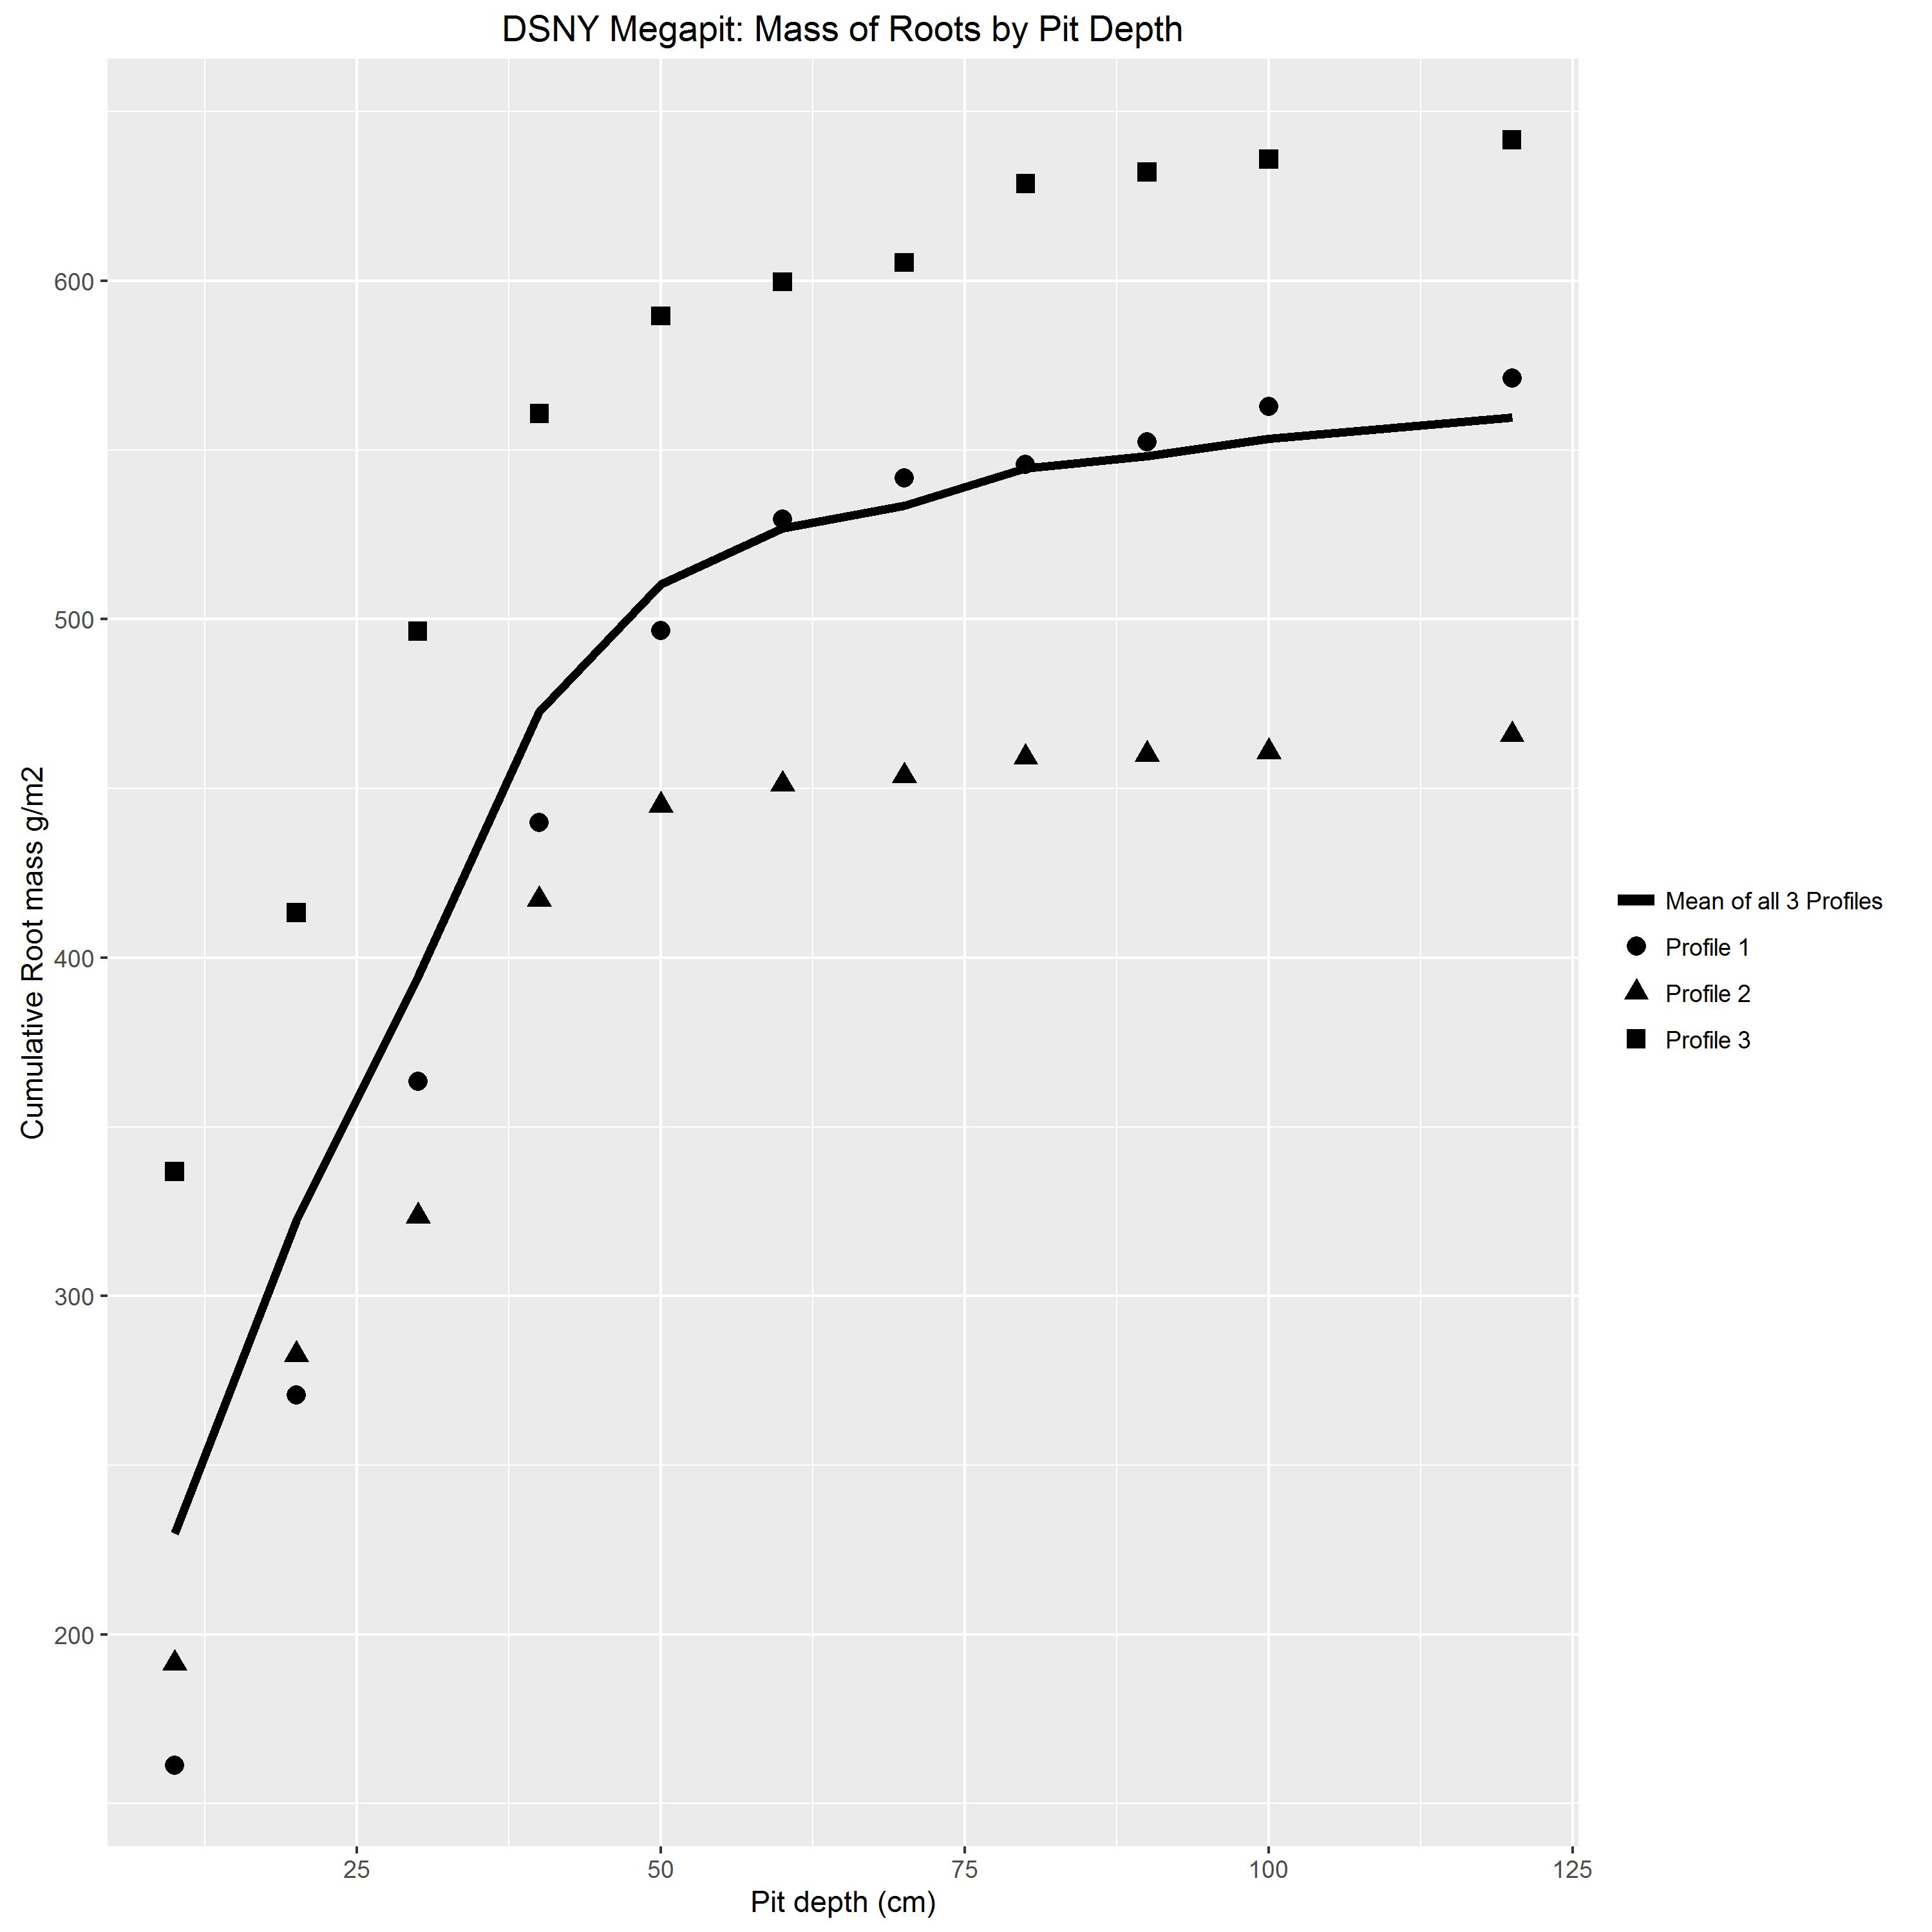 DSNY Megapit: Mass of Roots by Pit Depth
Cumulative Root mass g/m2
600
500
400
300
200
25
50
75
100
125
Pit depth (cm)
Mean of all 3 Profiles
Profile 1
Profile 2
Profile 3